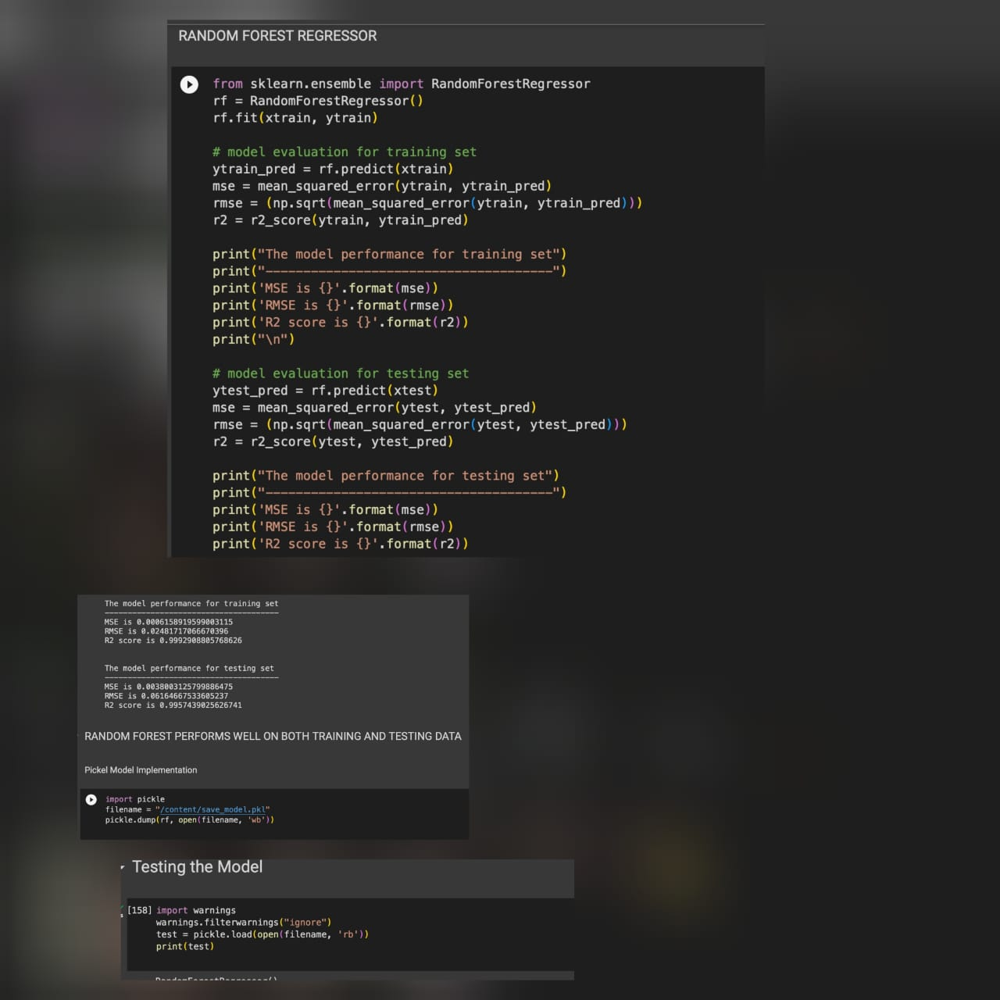 RANDOM FOREST REGRESSOR
from sklearn.ensemble import RandomForestRegressor
rf = RandomForestRegressor()
rf.fit(xtrain, ytrain)
# model evaluation for training set
ytrain_pred = rf.predict(xtrain)
mse = mean_squared_error(ytrain, ytrain_pred)
rmse = (np.sqrt(mean_squared_error(ytrain, ytrain_pred)))
r2 = r2_score(ytrain, ytrain_pred)
print("The model performance for training set")
print("--------------------------------------")
print('MSE is {}'.format(mse))
print('RMSE is {}'.format(rmse))
print('R2 score is {}'.format(r2))
print("\n")
# model evaluation for testing set
ytest_pred = rf.predict(xtest)
mse = mean_squared_error(ytest, ytest_pred)
rmse = (np.sqrt(mean_squared_error(ytest, ytest_pred)))
r2 = r2_score(ytest, ytest_pred)
print("The model performance for testing set")
print("--------------------------------------")
print('MSE is {}'.format(mse))
print('RMSE is {}'.format(rmse))
print('R2 score is {}'.format(r2))
The model performance for training set
--------------------------------------
MSE is 0.0006158919599003115
RMSE is 0.02481717066670396
R2 score is 0.9992908805768626
The model performance for testing set
--------------------------------------
MSE is 0.0038003125799886475
RMSE is 0.06164667533605237
R2 score is 0.9957439025626741
RANDOM FOREST PERFORMS WELL ON BOTH TRAINING AND TESTING DATA
Pickel Model Implementation
import pickle
filename = "/content/save_model.pkl"
pickle.dump(rf, open(filename, 'wb'))
Testing the Model
[158] import warnings
warnings.filterwarnings("ignore")
test = pickle.load(open(filename, 'rb'))
print(test)
RandomForestRegressor()